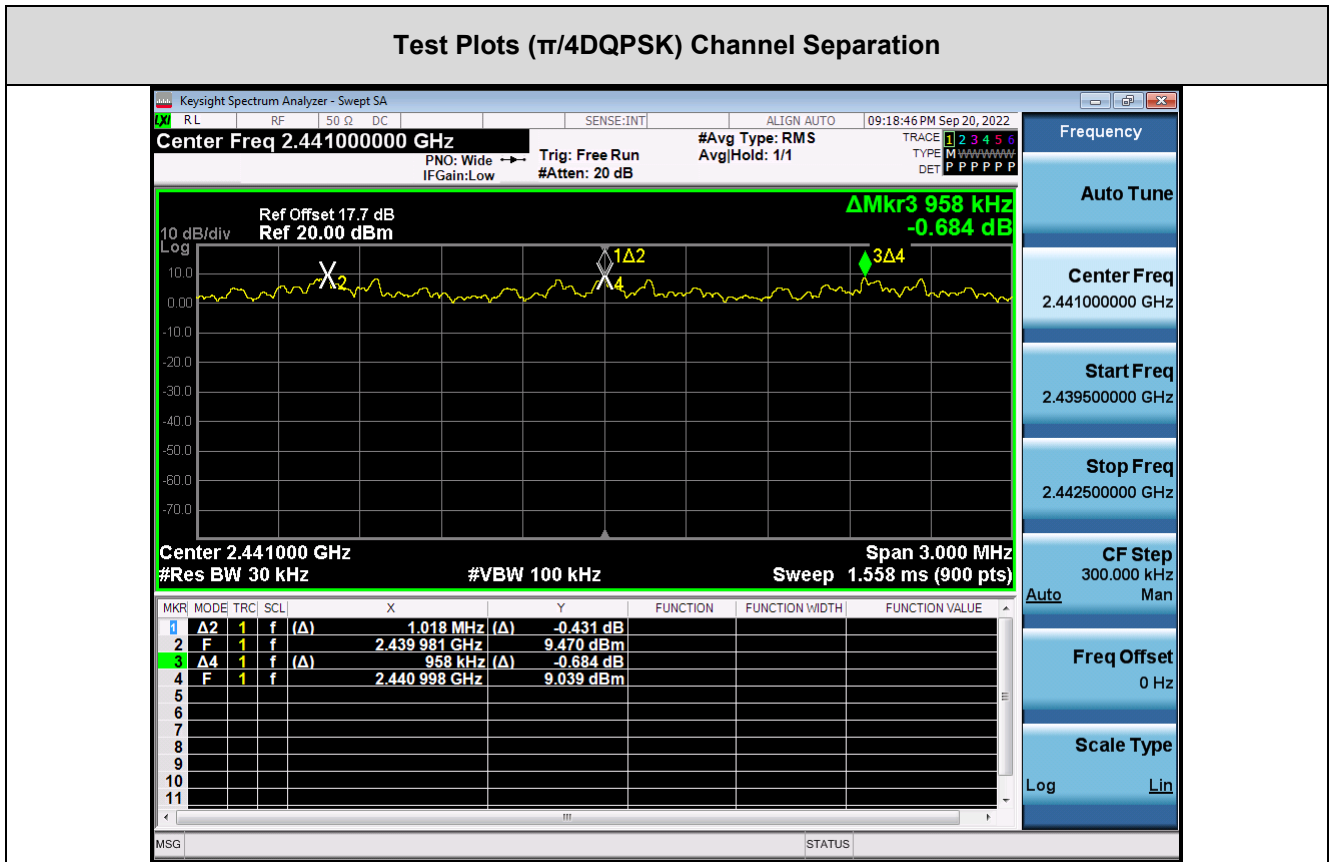 Test Plots (π/4DQPSK) Channel Separation
Keysight Spectrum Analyzer - Swept SA
LXI RL RF 50 Ω DC SENSE:INT ALIGN AUTO 09:18:46 PM Sep 20, 2022
Center Freq 2.441000000 GHz
PNO: Wide
IFGain:Low
Trig: Free Run
#Atten: 20 dB
#Avg Type: RMS
Avg|Hold: 1/1
TRACE 1 2 3 4 5 6
TYPE M WWWWW
DET P P P P P P
ΔMkr3 958 kHz
-0.684 dB
Ref Offset 17.7 dB
Ref 20.00 dBm
10 dB/div
Log
10.0
0.00
-10.0
-20.0
-30.0
-40.0
-50.0
-60.0
-70.0
2
1Δ2
4
3Δ4
Center 2.441000 GHz Span 3.000 MHz
#Res BW 30 kHz #VBW 100 kHz Sweep 1.558 ms (900 pts)
MKR MODE TRC SCL X Y FUNCTION FUNCTION WIDTH FUNCTION VALUE
1 Δ2 1 f (Δ) 1.018 MHz (Δ) -0.431 dB
2 F 1 f 2.439 981 GHz 9.470 dBm
3 Δ4 1 f (Δ) 958 kHz (Δ) -0.684 dB
4 F 1 f 2.440 998 GHz 9.039 dBm
5
6
7
8
9
10
11
MSG STATUS
Frequency
Auto Tune
Center Freq
2.441000000 GHz
Start Freq
2.439500000 GHz
Stop Freq
2.442500000 GHz
CF Step
300.000 kHz
Auto Man
Freq Offset
0 Hz
Scale Type
Log Lin